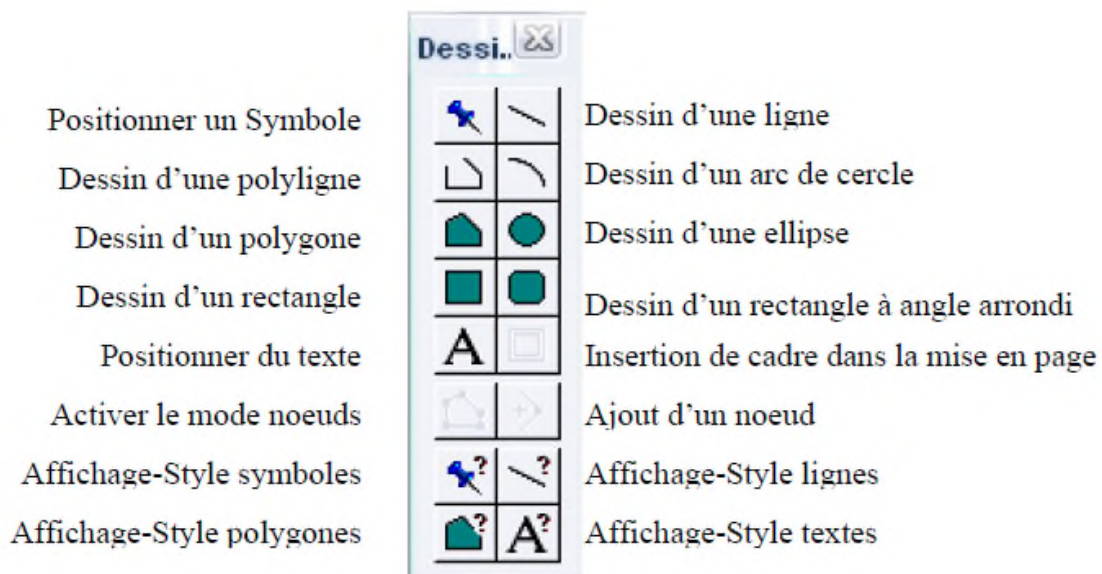 Dessi..
Positionner un Symbole
Dessin d'une ligne
Dessin d'une polyligne
Dessin d'un arc de cercle
Dessin d'un polygone
Dessin d'une ellipse
Dessin d'un rectangle
Dessin d'un rectangle à angle arrondi
Positionner du texte
A
Insertion de cadre dans la mise en page
Activer le mode noeuds
Ajout d'un noeud
Affichage-Style symboles
?
?
Affichage-Style lignes
Affichage-Style polygones
?
A?
Affichage-Style textes